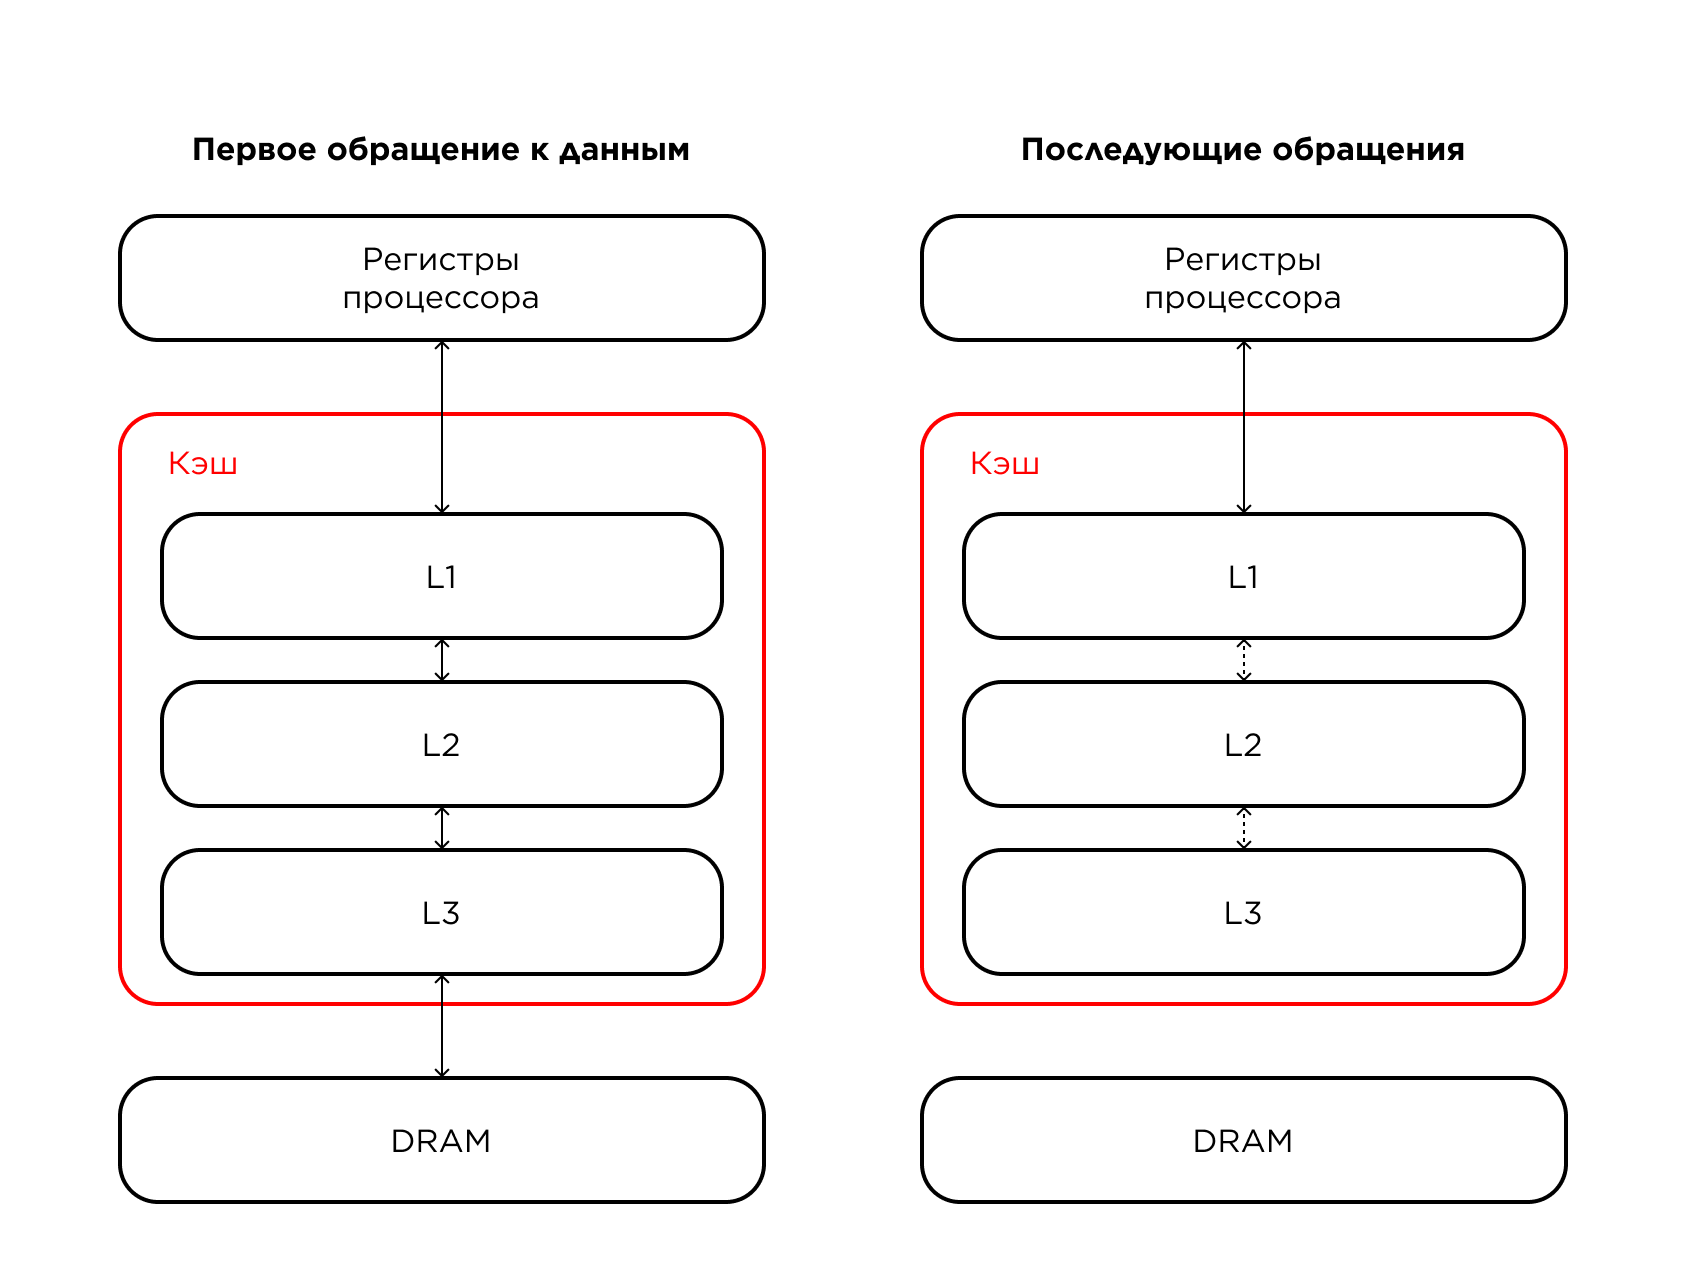 Первое обращение к данным
Регистры
процессора
Кэш
L1
L2
L3
DRAM
Последующие обращения
Регистры
процессора
Кэш
L1
L2
L3
DRAM